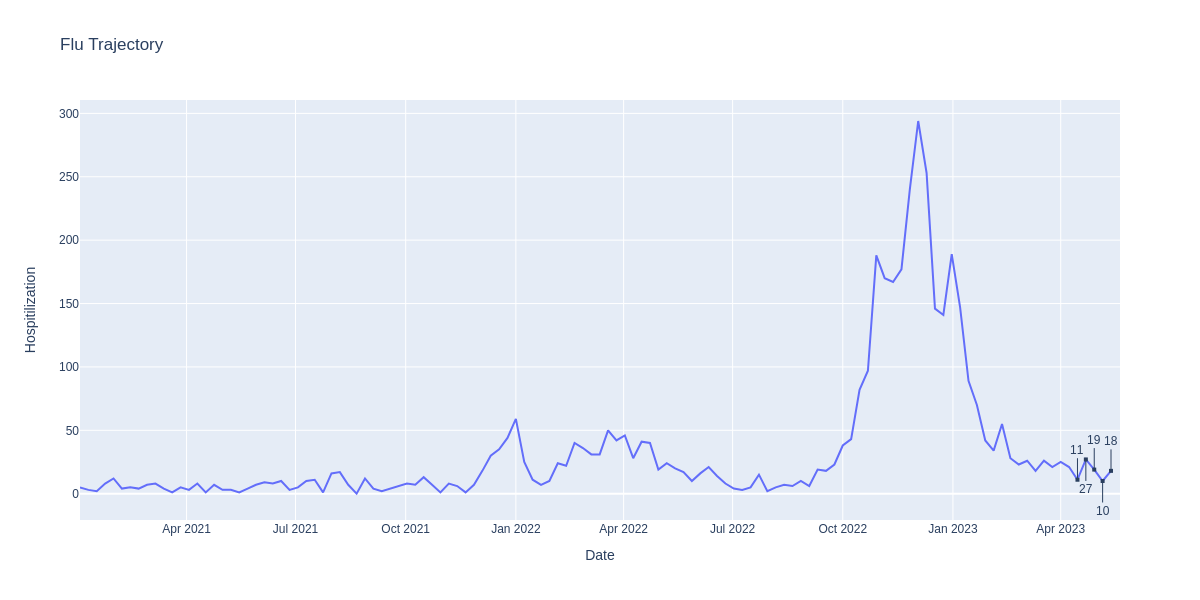 Flu Trajectory
300
250
200
150
100
50
0
Hospitilization
11
19
18
27
10
Apr 2021
Jul 2021
Oct 2021
Jan 2022
Apr 2022
Jul 2022
Oct 2022
Jan 2023
Apr 2023
Date